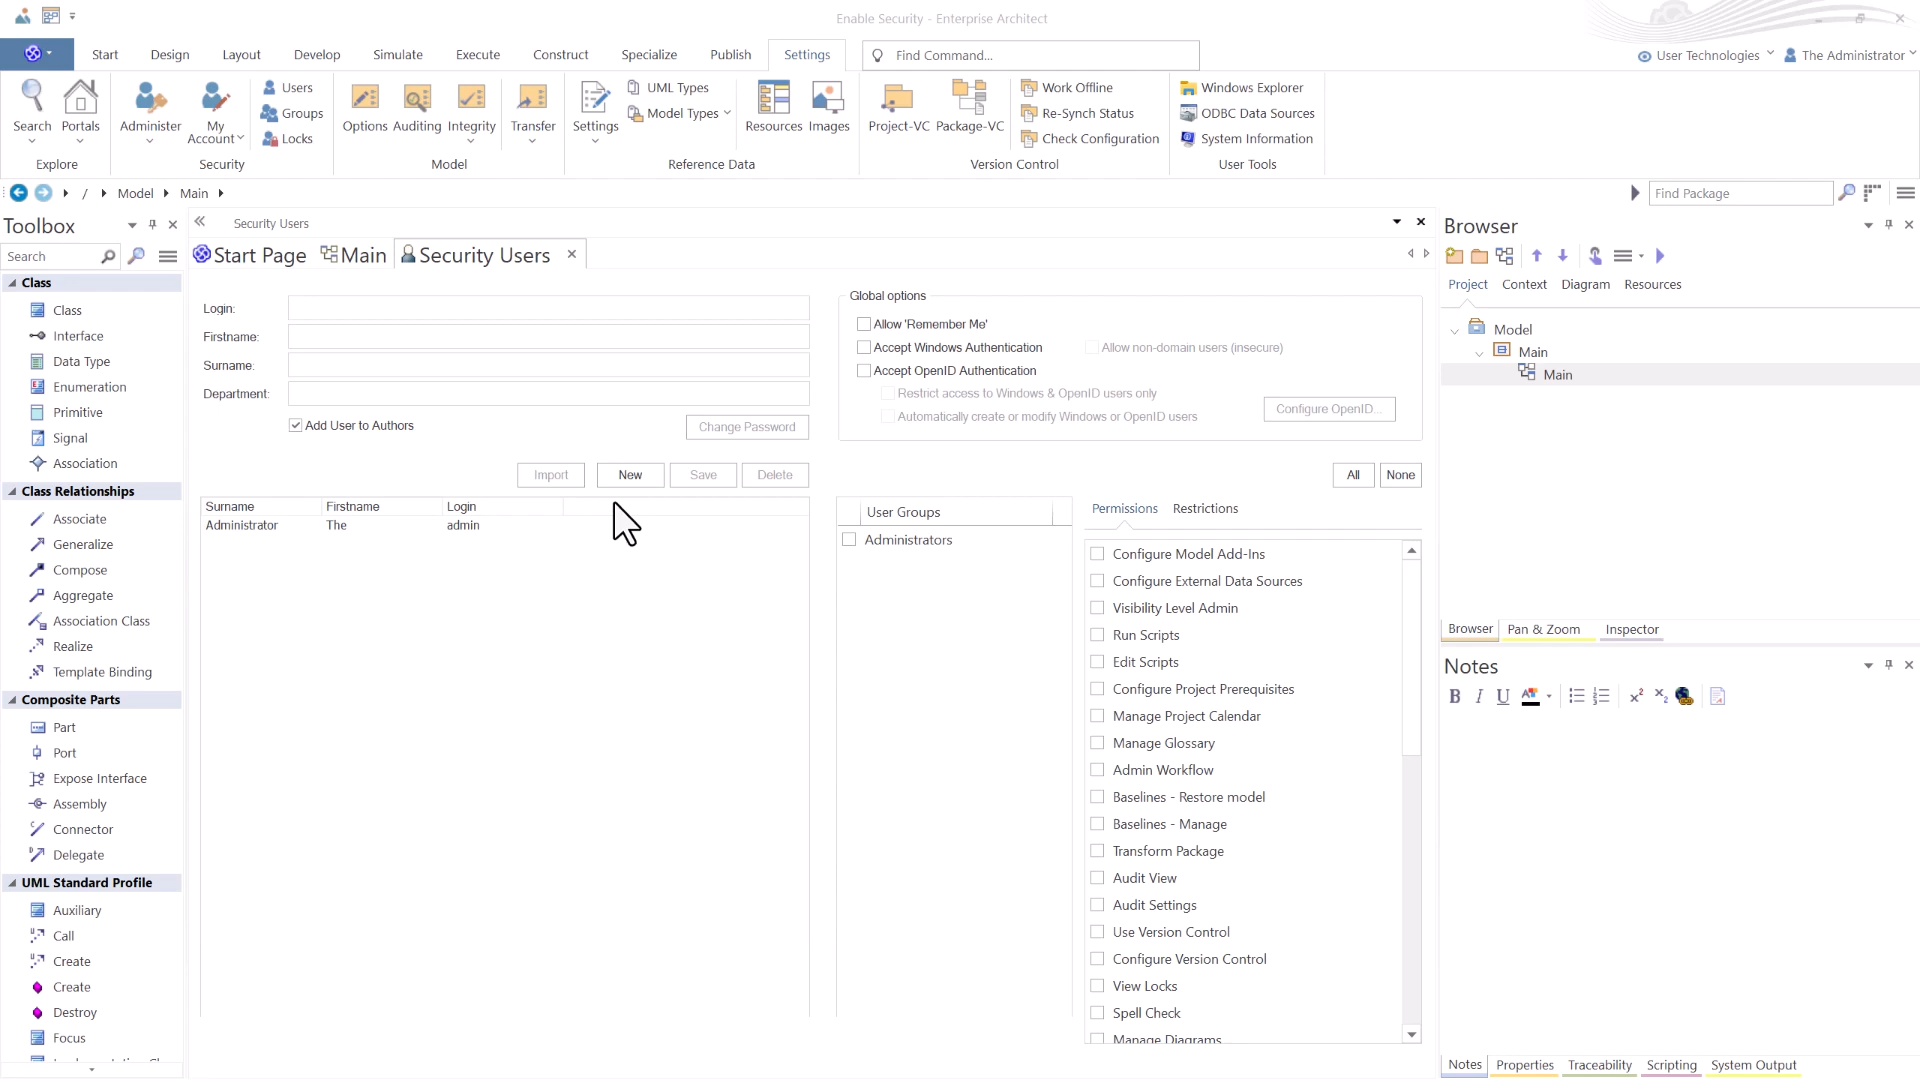 Enable Security - Enterprise Architect
Start Design Layout Develop Simulate Execute Construct Specialize Publish Settings Find Command... User Technologies The Administrator
Search Portals Administer My Account Users Groups Locks Options Auditing Integrity Transfer Settings UML Types Model Types Resources Images Project-VC Package-VC Work Offline Re-Synch Status Check Configuration Windows Explorer ODBC Data Sources System Information
Explore Security Model Reference Data Version Control User Tools
/ Model Main Find Package
Toolbox
Search
Class
Class
Interface
Data Type
Enumeration
Primitive
Signal
Association
Class Relationships
Associate
Generalize
Compose
Aggregate
Association Class
Realize
Template Binding
Composite Parts
Part
Port
Expose Interface
Assembly
Connector
Delegate
UML Standard Profile
Auxiliary
Call
Create
Create
Destroy
Focus
Security Users
Start Page Main Security Users
Login:
Firstname:
Surname:
Department:
Add User to Authors Change Password
Import New Save Delete
Surname Firstname Login
Administrator The admin
Global options
Allow 'Remember Me'
Accept Windows Authentication Allow non-domain users (insecure)
Accept OpenID Authentication
Restrict access to Windows & OpenID users only
Automatically create or modify Windows or OpenID users
Configure OpenID...
All None
User Groups
Administrators
Permissions Restrictions
Configure Model Add-Ins
Configure External Data Sources
Visibility Level Admin
Run Scripts
Edit Scripts
Configure Project Prerequisites
Manage Project Calendar
Manage Glossary
Admin Workflow
Baselines - Restore model
Baselines - Manage
Transform Package
Audit View
Audit Settings
Use Version Control
Configure Version Control
View Locks
Spell Check
Manage Diagrams
Browser
Project Context Diagram Resources
Model
Main
Main
Browser Pan & Zoom Inspector
Notes
B I U A x² x₂
Notes Properties Traceability Scripting System Output